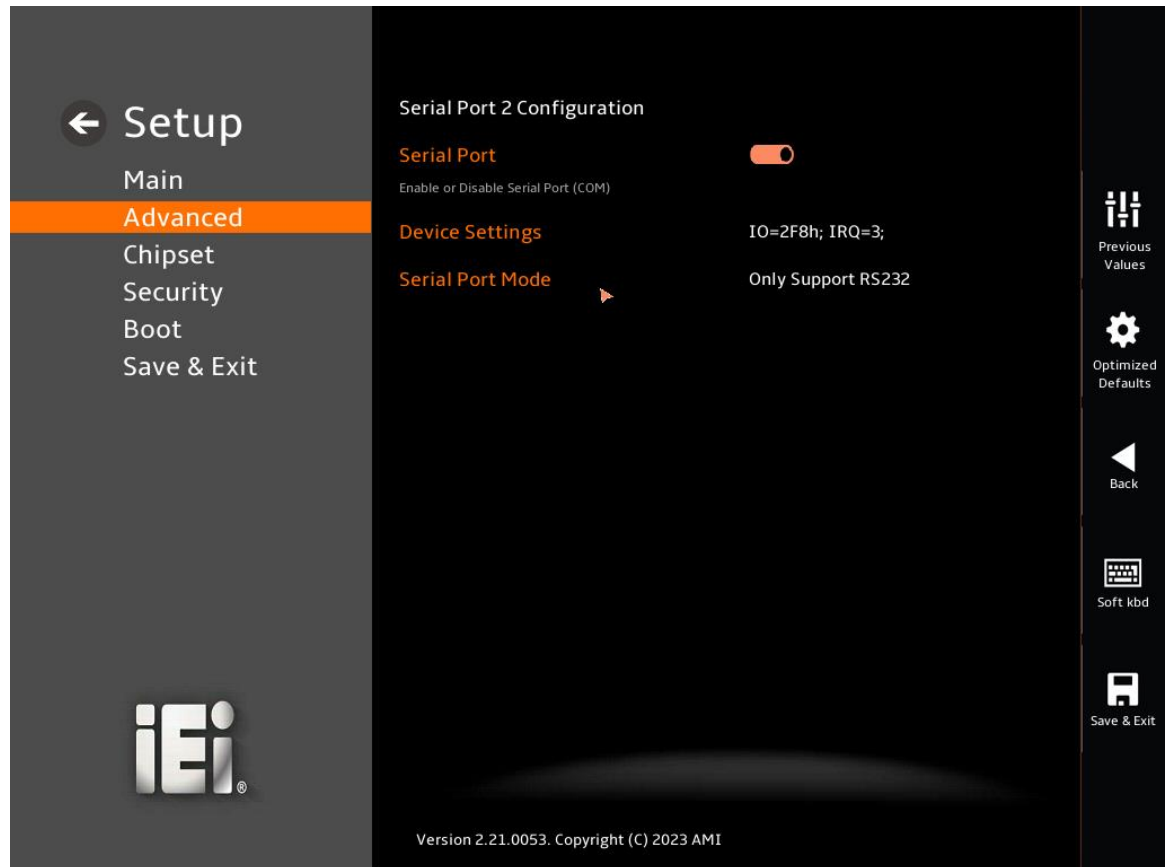 Setup
Main
Advanced
Chipset
Security
Boot
Save & Exit
iEi®
Serial Port 2 Configuration
Serial Port
Enable or Disable Serial Port (COM)
Device Settings IO=2F8h; IRQ=3;
Serial Port Mode Only Support RS232
Version 2.21.0053. Copyright (C) 2023 AMI
Previous
Values
Optimized
Defaults
Back
Soft kbd
Save & Exit